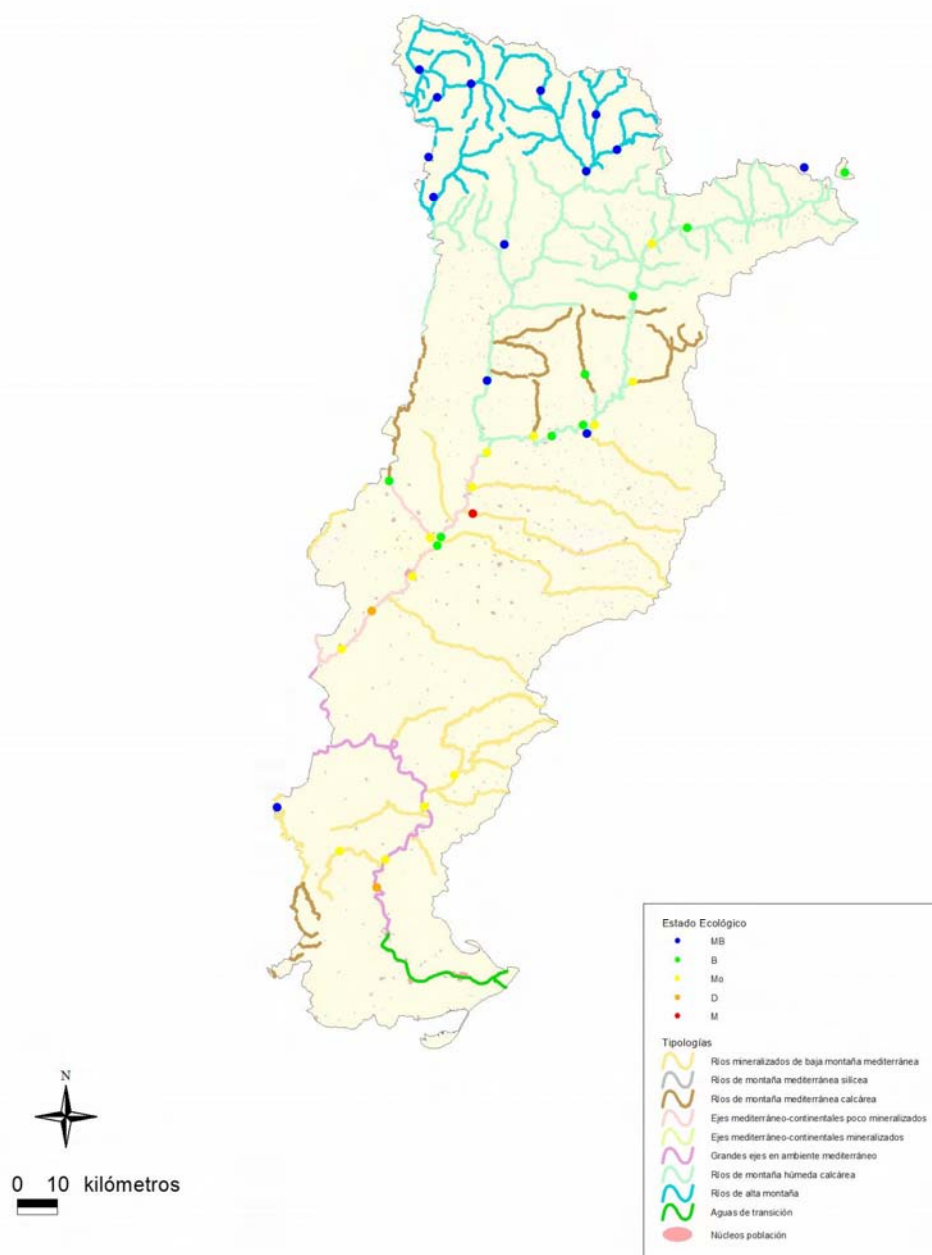 Estado Ecológico
MB
B
Mo
D
M
Tipologías
Ríos mineralizados de baja montaña mediterránea
Ríos de montaña mediterránea silícea
Ríos de montaña mediterránea calcárea
Ejes mediterráneo-continentales poco mineralizados
Ejes mediterráneo-continentales mineralizados
Grandes ejes en ambiente mediterráneo
Ríos de montaña húmeda calcárea
Ríos de alta montaña
Aguas de transición
Núcleos población
N
0 10 kilómetros